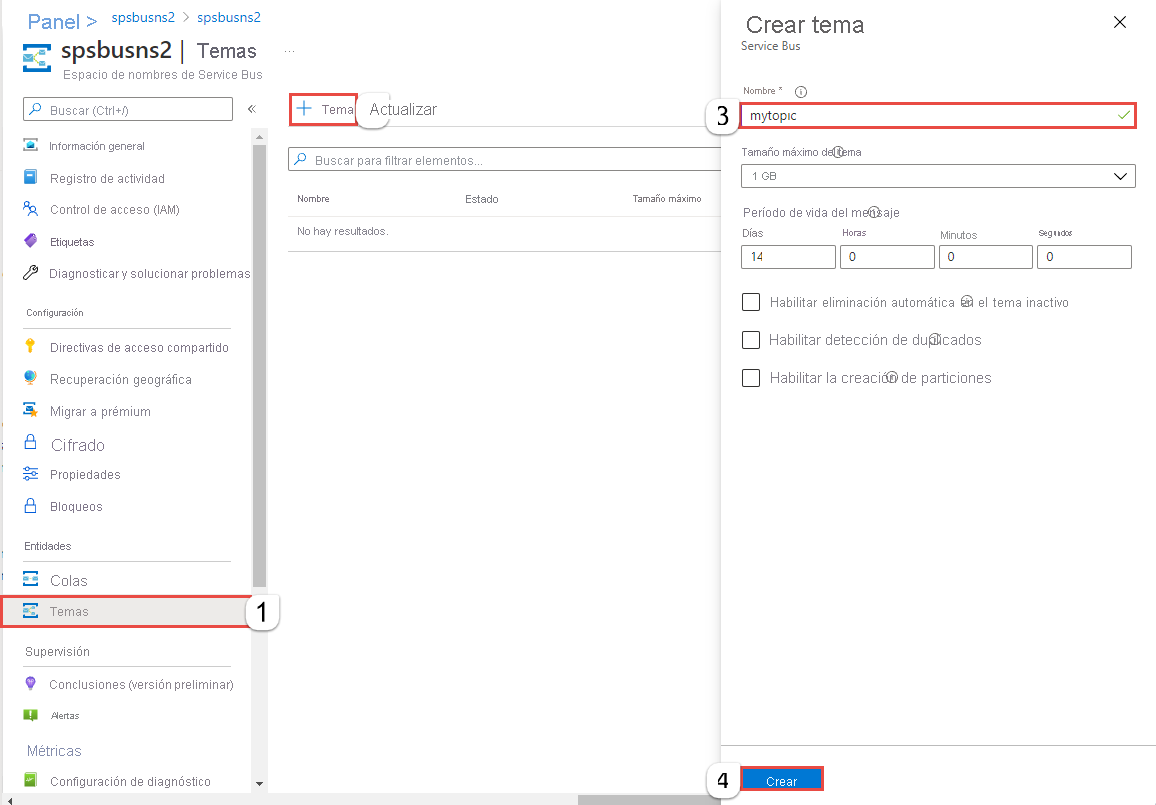 Panel > spsbusns2 > spsbusns2
spsbusns2 | Temas ...
Espacio de nombres de Service Bus
Buscar (Ctrl+/) «
Información general
Registro de actividad
Control de acceso (IAM)
Etiquetas
Diagnosticar y solucionar problemas
Configuración
Directivas de acceso compartido
Recuperación geográfica
Migrar a prémium
Cifrado
Propiedades
Bloqueos
Entidades
Colas
Temas
1
Supervisión
Conclusiones (versión preliminar)
Alertas
Métricas
Configuración de diagnóstico
+ Tema
Actualizar
Buscar para filtrar elementos...
Nombre Estado Tamaño máximo
No hay resultados.
Crear tema
Service Bus
Nombre *
3
mytopic
Tamaño máximo de tema
1 GB
Período de vida del mensaje
Días Horas Minutos Segundos
14 0 0 0
Habilitar eliminación automática en el tema inactivo
Habilitar detección de duplicados
Habilitar la creación de particiones
4
Crear